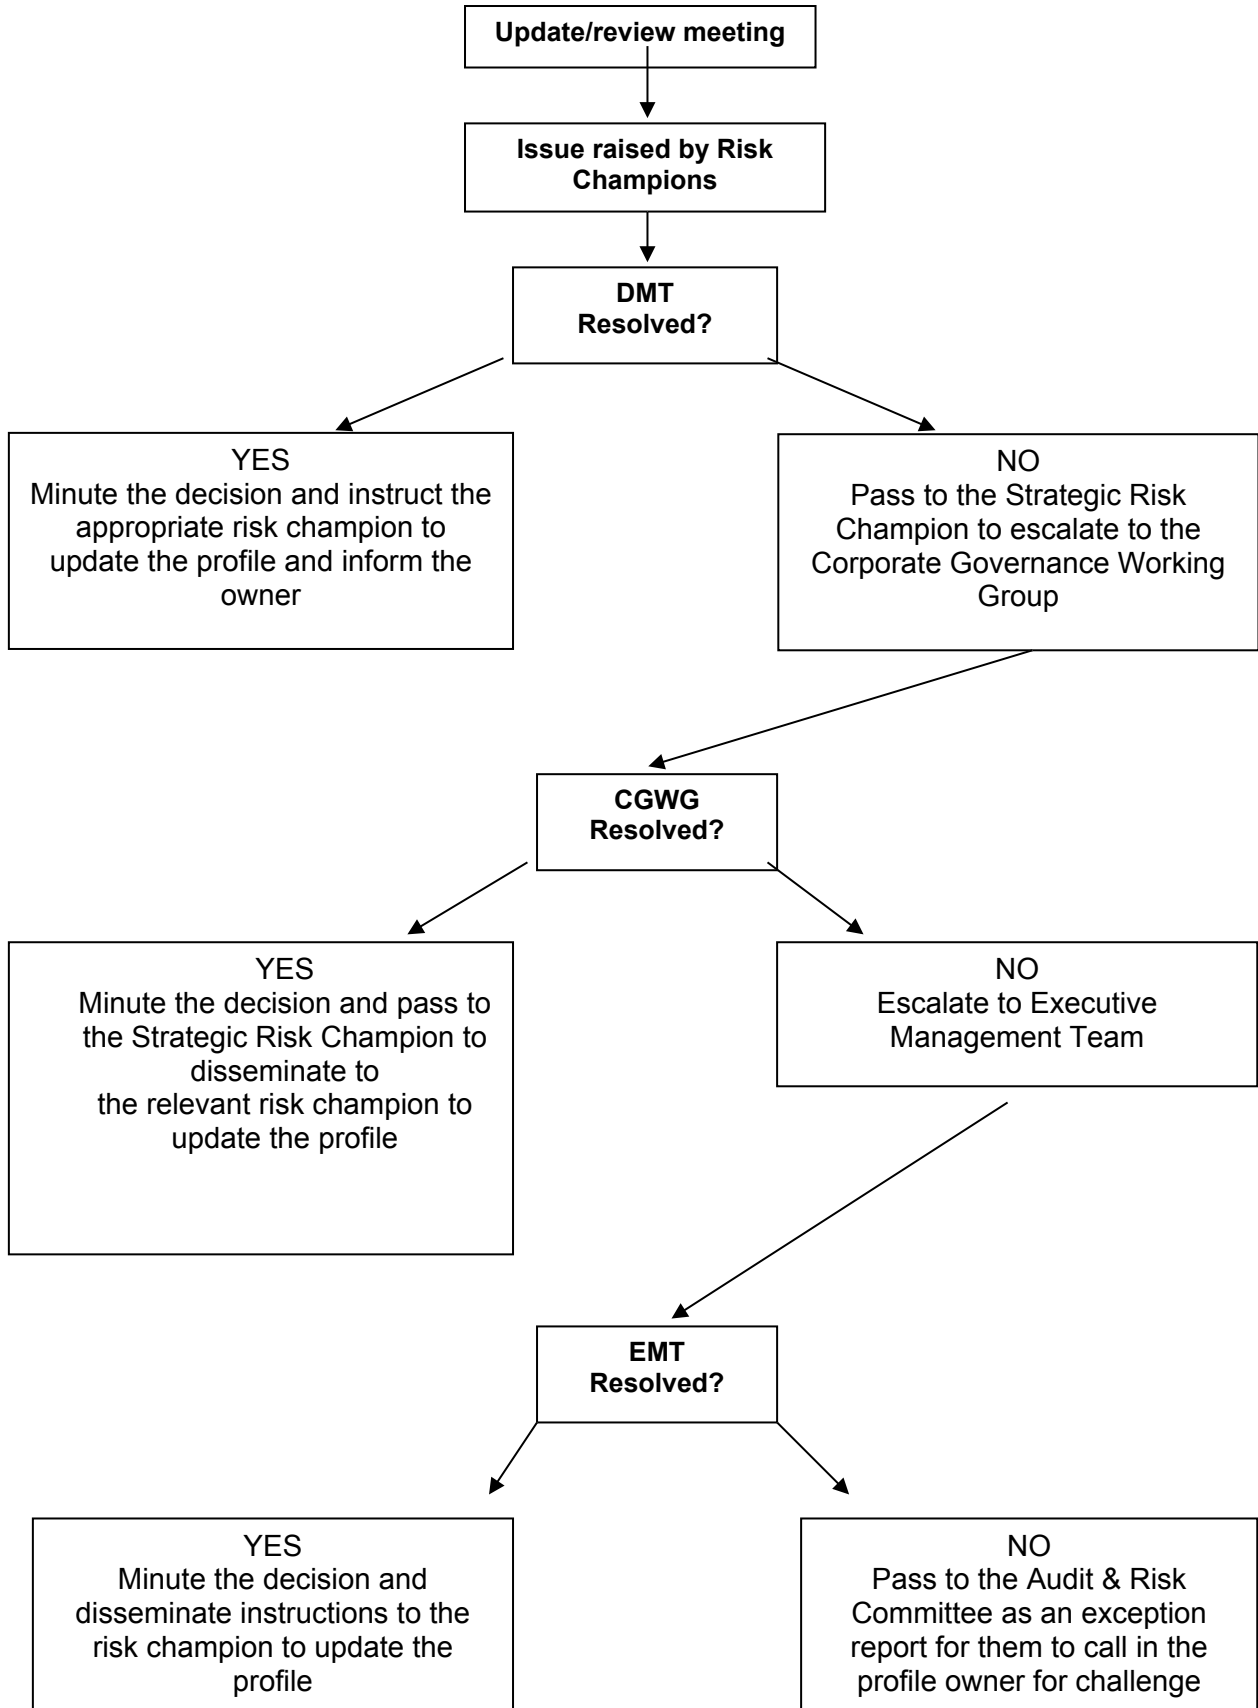 Update/review meeting
Issue raised by Risk
Champions
DMT
Resolved?
YES
Minute the decision and instruct the
appropriate risk champion to
update the profile and inform the
owner
NO
Pass to the Strategic Risk
Champion to escalate to the
Corporate Governance Working
Group
CGWG
Resolved?
YES
Minute the decision and pass to
the Strategic Risk Champion to
disseminate to
the relevant risk champion to
update the profile
NO
Escalate to Executive
Management Team
EMT
Resolved?
YES
Minute the decision and
disseminate instructions to the
risk champion to update the
profile
NO
Pass to the Audit & Risk
Committee as an exception
report for them to call in the
profile owner for challenge